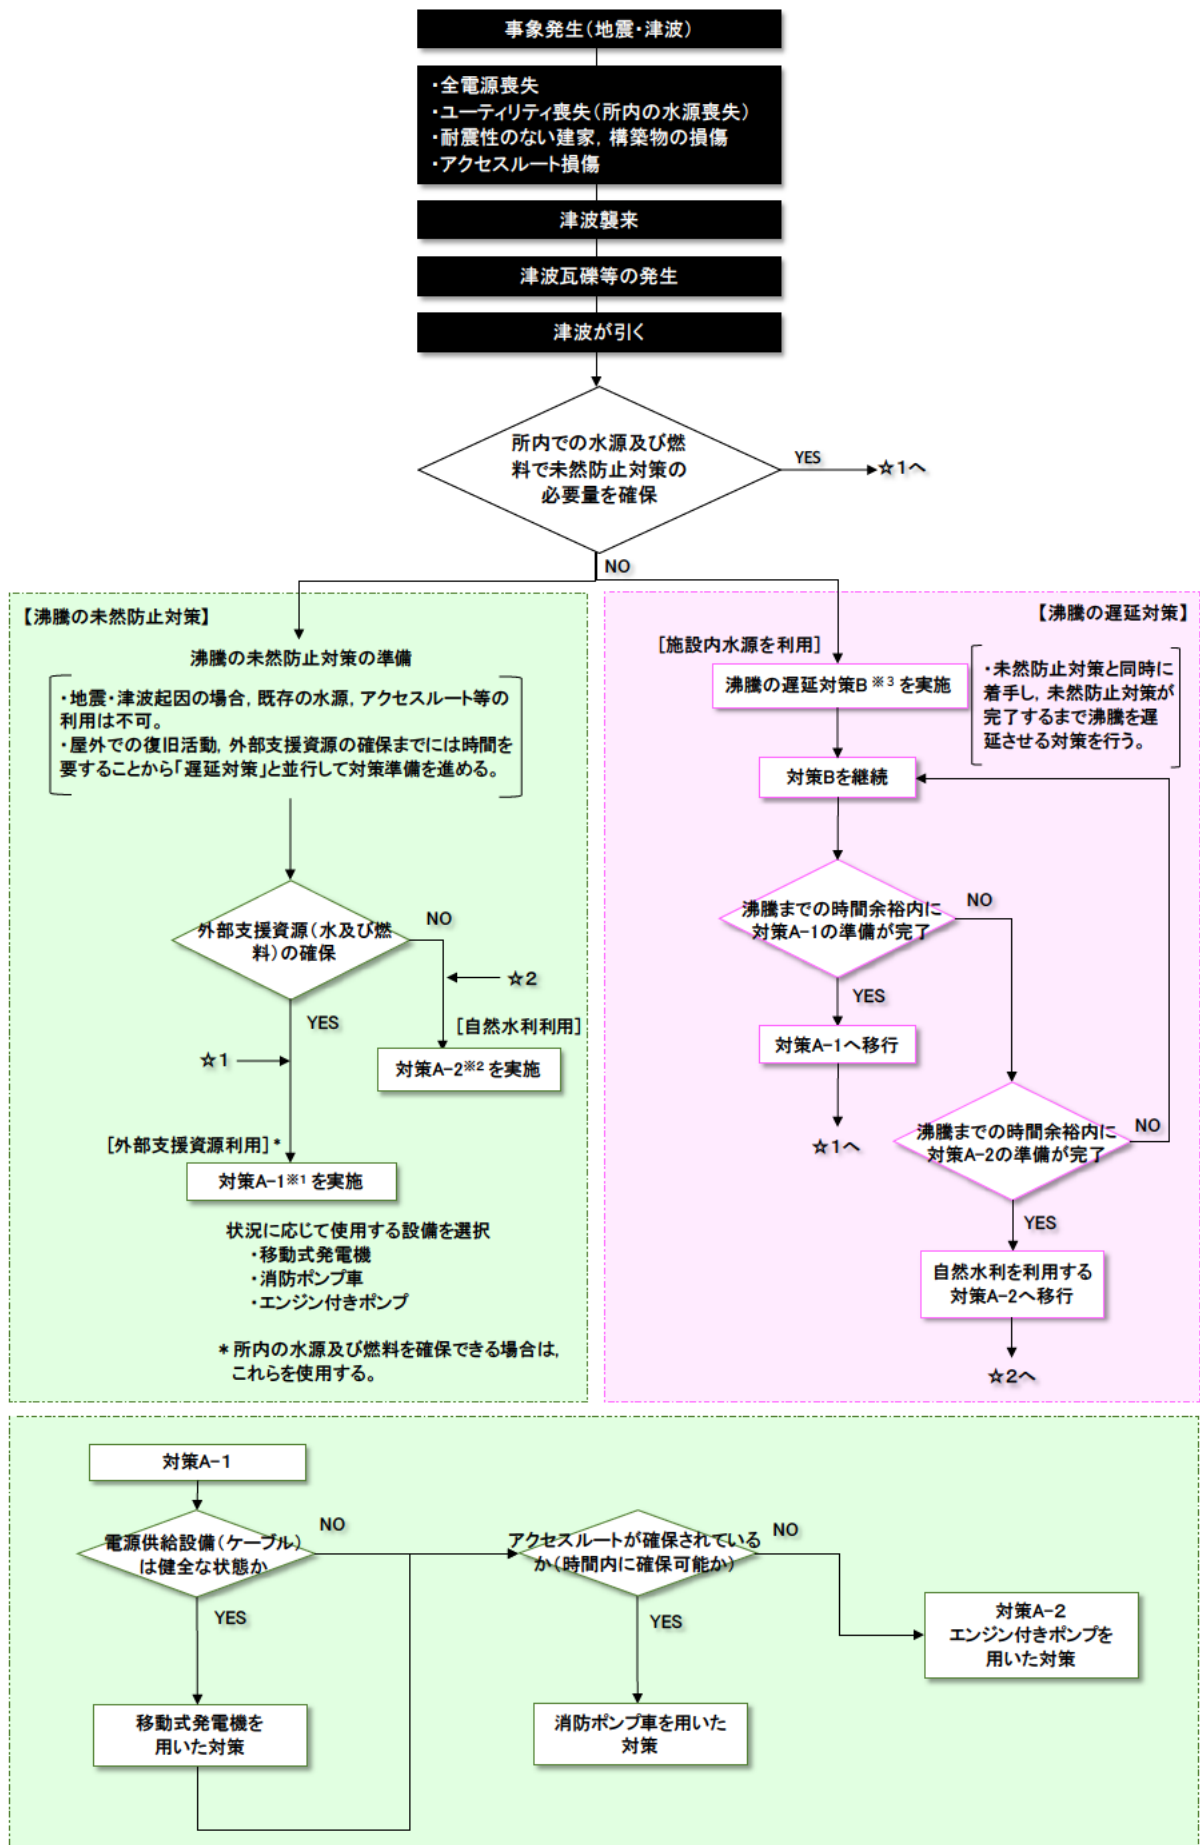 事象発生(地震・津波)
・全電源喪失
・ユーティリティ喪失(所内の水源喪失)
・耐震性のない建家, 構築物の損傷
・アクセスルート損傷
津波襲来
津波瓦礫等の発生
津波が引く
所内での水源及び燃
料で未然防止対策の
必要量を確保
YES
☆1へ
NO
【沸騰の未然防止対策】
沸騰の未然防止対策の準備
・地震・津波起因の場合, 既存の水源, アクセスルート等の
利用は不可。
・屋外での復旧活動, 外部支援資源の確保までには時間を
要することから「遅延対策」と並行して対策準備を進める。
外部支援資源(水及び燃
料)の確保
NO
☆2
YES
[自然水利利用]
☆1
対策A-2※2 を実施
[外部支援資源利用]*
対策A-1※1 を実施
状況に応じて使用する設備を選択
・移動式発電機
・消防ポンプ車
・エンジン付きポンプ
* 所内の水源及び燃料を確保できる場合は,
これらを使用する。
【沸騰の遅延対策】
[施設内水源を利用]
沸騰の遅延対策B ※3 を実施
・未然防止対策と同時に
着手し, 未然防止対策が
完了するまで沸騰を遅
延させる対策を行う。
対策Bを継続
沸騰までの時間余裕内に
対策A-1の準備が完了
NO
YES
対策A-1へ移行
☆1へ
沸騰までの時間余裕内に
対策A-2の準備が完了
NO
YES
自然水利を利用する
対策A-2へ移行
☆2へ
対策A-1
電源供給設備(ケーブル)
は健全な状態か
NO
YES
移動式発電機を
用いた対策
アクセスルートが確保されている
か(時間内に確保可能か)
NO
YES
消防ポンプ車を用いた
対策
対策A-2
エンジン付きポンプを
用いた対策